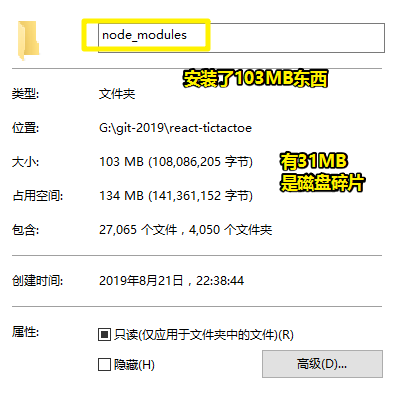 node_modules
安装了103MB东西
类型: 文件夹
位置: G:\git-2019\react-tictactoe
大小: 103 MB (108,086,205 字节)
有31MB
是磁盘碎片
占用空间: 134 MB (141,361,152 字节)
包含: 27,065 个文件，4,050 个文件夹
创建时间: 2019年8月21日，22:38:44
属性: 只读(仅应用于文件夹中的文件)(R)
隐藏(H)
高级(D)...